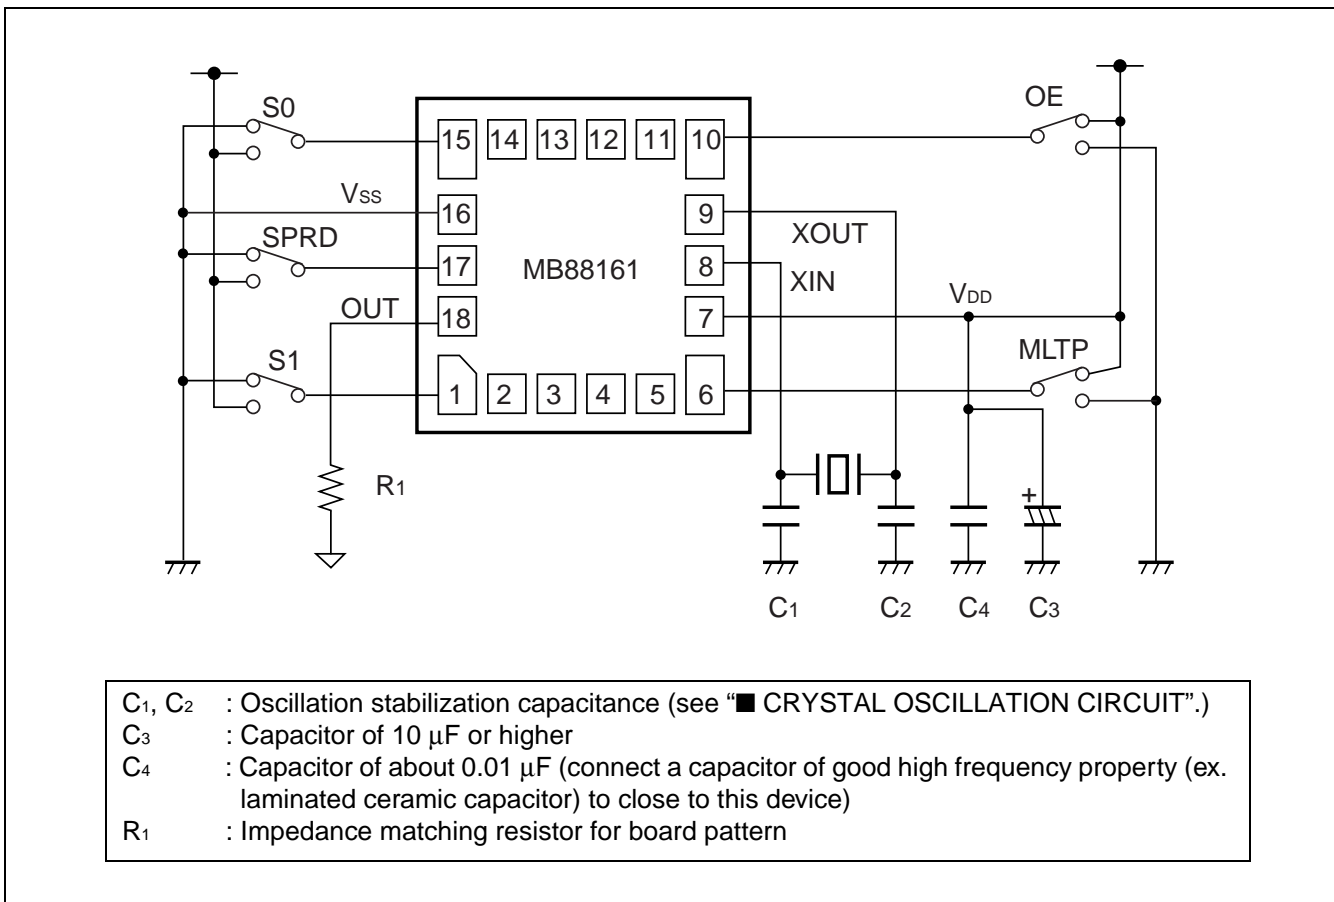 S0
OE
15 14 13 12 11 10
VSS
16
9
XOUT
SPRD
17
MB88161
8
XIN
OUT
18
7
VDD
S1
MLTP
1 2 3 4 5 6
R1
+
C1 C2 C4 C3
C1, C2 : Oscillation stabilization capacitance (see “■ CRYSTAL OSCILLATION CIRCUIT”.)
C3 : Capacitor of 10 μF or higher
C4 : Capacitor of about 0.01 μF (connect a capacitor of good high frequency property (ex.
laminated ceramic capacitor) to close to this device)
R1 : Impedance matching resistor for board pattern